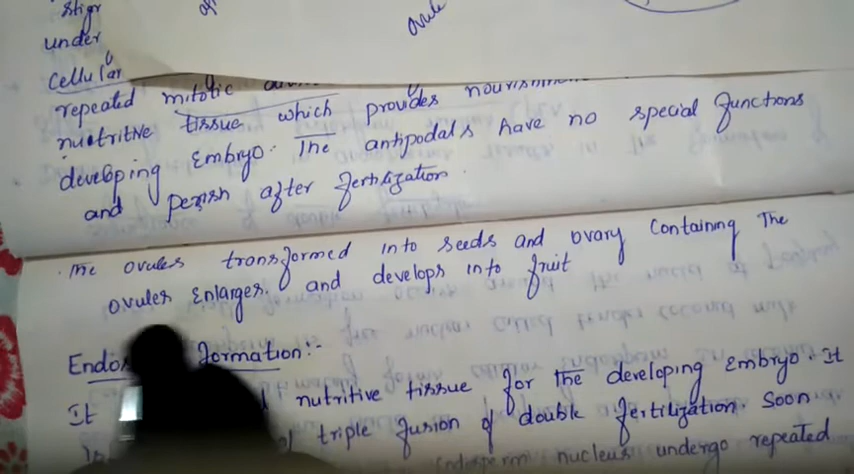 under
ovule
cellular
repeated mitotic
nutritive tissue which provides
developing Embryo. The antipodals have no special functions
and perish after fertilization.
The ovules transformed into seeds and ovary containing The
ovules Enlarges. and develops into fruit
formation:-
It nutritive tissue for the developing Embryo. It
triple fusion of double fertilization. Soon
nucleus undergo repeated